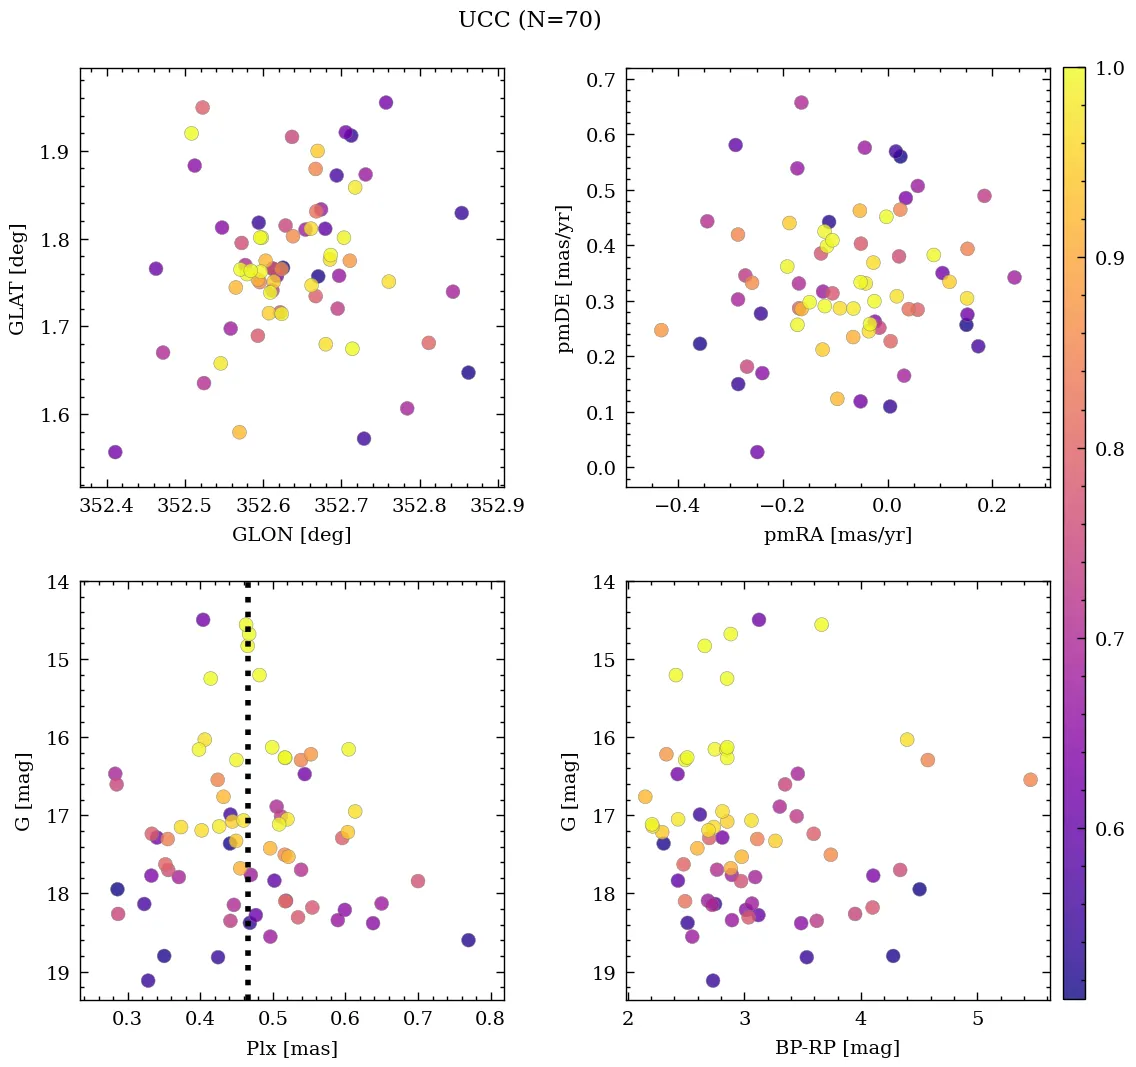 UCC (N=70)
1.9
1.8
1.7
1.6
GLAT [deg]
352.4 352.5 352.6 352.7 352.8 352.9
GLON [deg]
0.7
0.6
0.5
0.4
0.3
0.2
0.1
0.0
pmDE [mas/yr]
−0.4 −0.2 0.0 0.2
pmRA [mas/yr]
1.0
0.9
0.8
0.7
0.6
14
15
16
17
18
19
G [mag]
0.3 0.4 0.5 0.6 0.7 0.8
Plx [mas]
14
15
16
17
18
19
G [mag]
2 3 4 5
BP-RP [mag]